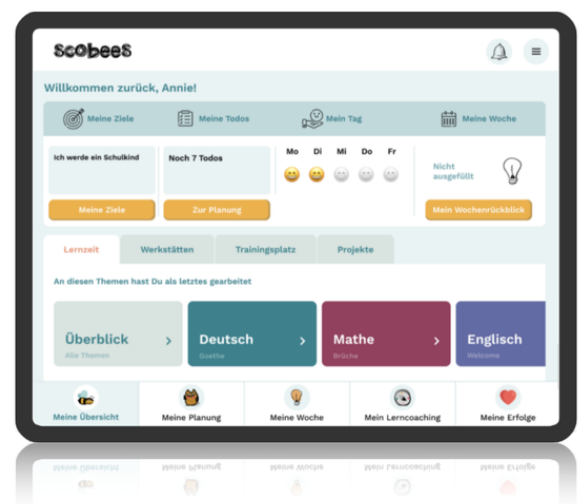 scobees
Willkommen zurück, Annie!
Meine Ziele
Meine Todos
Mein Tag
Meine Woche
Ich werde ein Schulkind
Noch 7 Todos
Mo Di Mi Do Fr
Nicht
ausgefüllt
Meine Ziele
Zur Planung
Mein Wochenrückblick
Lernzeit
Werkstätten
Trainingsplatz
Projekte
An diesen Themen hast Du als letztes gearbeitet
Überblick
Alle Themen
Deutsch
Goethe
Mathe
Brüche
Englisch
Welcome
Meine Übersicht
Meine Planung
Meine Woche
Mein Lerncoaching
Meine Erfolge